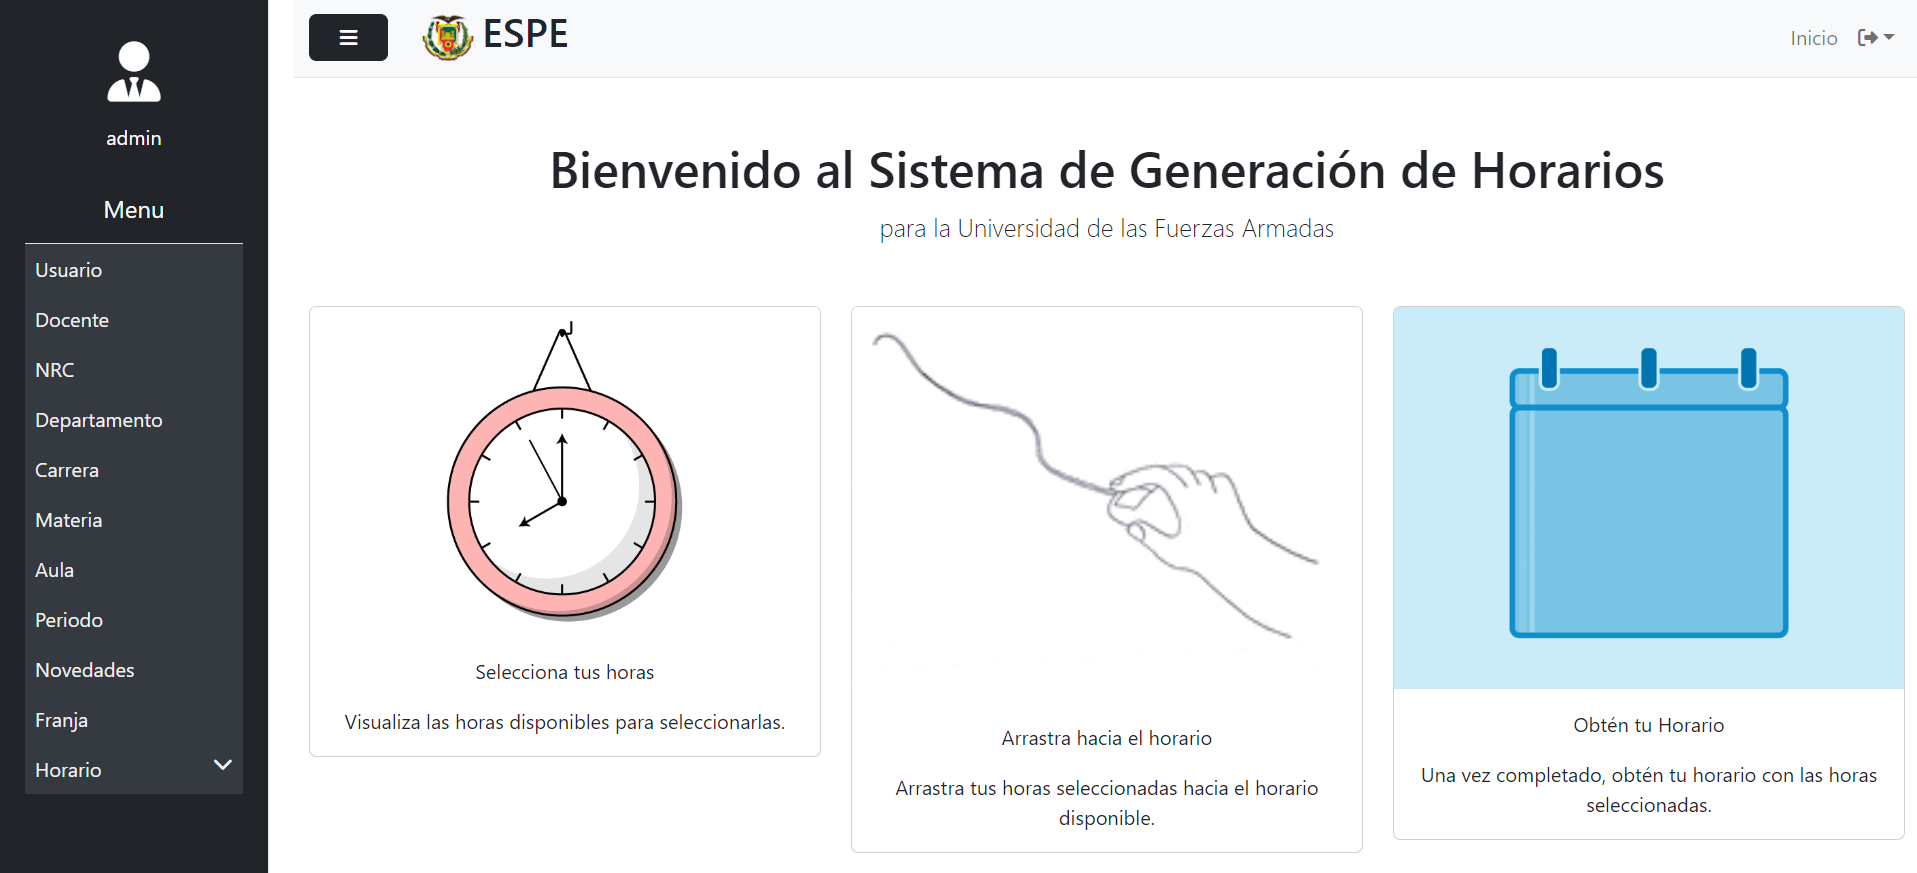 admin
Menu
Usuario
Docente
NRC
Departamento
Carrera
Materia
Aula
Periodo
Novedades
Franja
Horario
ESPE
Inicio
Bienvenido al Sistema de Generación de Horarios
para la Universidad de las Fuerzas Armadas
Selecciona tus horas
Visualiza las horas disponibles para seleccionarlas.
Arrastra hacia el horario
Arrastra tus horas seleccionadas hacia el horario
disponible.
Obtén tu Horario
Una vez completado, obtén tu horario con las horas
seleccionadas.